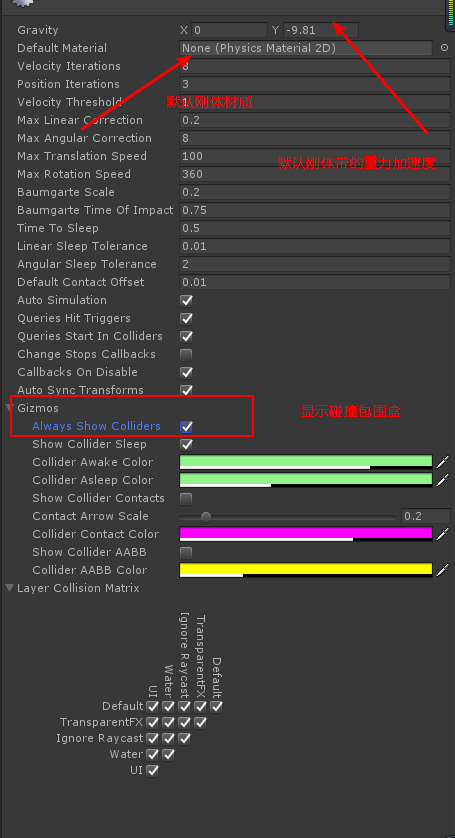 Gravity X 0 Y -9.81
Default Material None (Physics Material 2D)
Velocity Iterations 8
Position Iterations 3
Velocity Threshold 1
默认刚体材质
Max Linear Correction 0.2
Max Angular Correction 8
Max Translation Speed 100
默认刚体带的重力加速度
Max Rotation Speed 360
Baumgarte Scale 0.2
Baumgarte Time Of Impact 0.75
Time To Sleep 0.5
Linear Sleep Tolerance 0.01
Angular Sleep Tolerance 2
Default Contact Offset 0.01
Auto Simulation
Queries Hit Triggers
Queries Start In Colliders
Change Stops Callbacks
Callbacks On Disable
Auto Sync Transforms
Gizmos
显示碰撞包围盒
Always Show Colliders
Show Collider Sleep
Collider Awake Color
Collider Asleep Color
Show Collider Contacts
Contact Arrow Scale 0.2
Collider Contact Color
Show Collider AABB
Collider AABB Color
Layer Collision Matrix
UI
Water
Ignore Raycast
TransparentFX
Default
Default
TransparentFX
Ignore Raycast
Water
UI